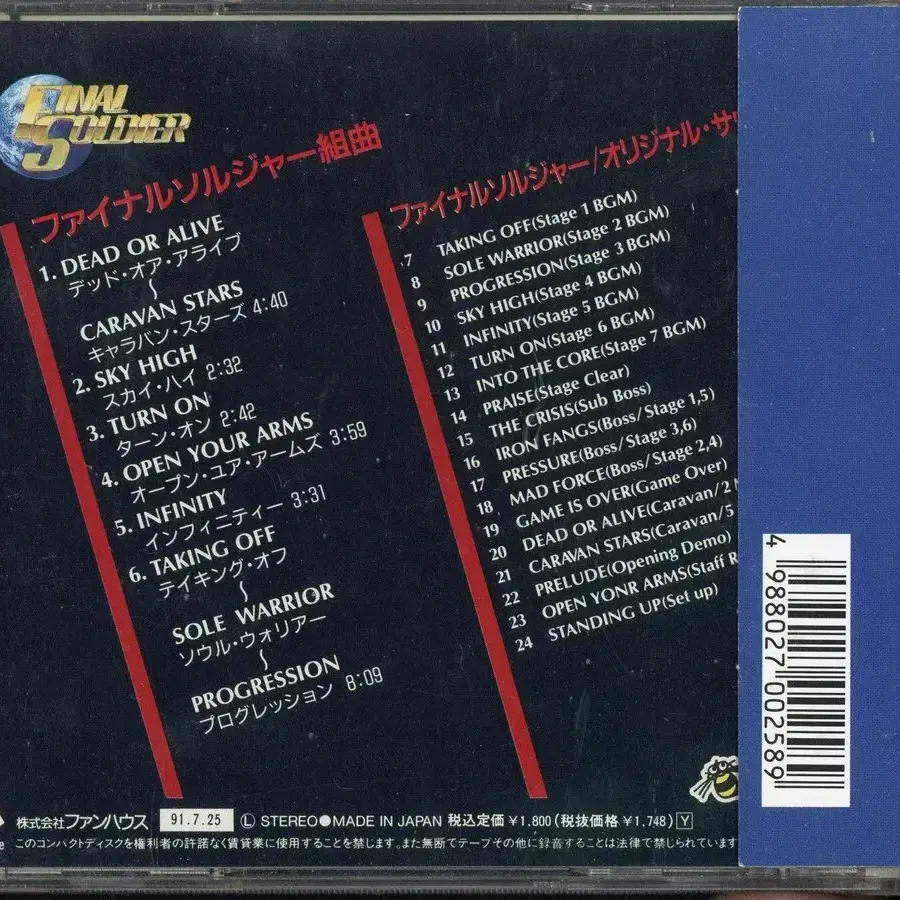 FINAL
SOLDIER
ファイナルソルジャー組曲
1. DEAD OR ALIVE
デッド・オア・アライブ
〜
CARAVAN STARS
キャラバン・スターズ 4:40
2. SKY HIGH
スカイ・ハイ 2:32
3. TURN ON
ターン・オン 2:42
4. OPEN YOUR ARMS
オープン・ユア・アームズ 3:59
5. INFINITY
インフィニティー 3:31
6. TAKING OFF
テイキング・オフ
〜
SOLE WARRIOR
ソウル・ウォリアー
〜
PROGRESSION
プログレッション 8:09
ファイナルソルジャー/オリジナル・サ
7 TAKING OFF(Stage 1 BGM)
8 SOLE WARRIOR(Stage 2 BGM)
9 PROGRESSION(Stage 3 BGM)
10 SKY HIGH(Stage 4 BGM)
11 INFINITY(Stage 5 BGM)
12 TURN ON(Stage 6 BGM)
13 INTO THE CORE(Stage 7 BGM)
14 PRAISE(Stage Clear)
15 THE CRISIS(Sub Boss)
16 IRON FANGS(Boss/Stage 1,5)
17 PRESSURE(Boss/Stage 3,6)
18 MAD FORCE(Boss/Stage 2,4)
19 GAME IS OVER(Game Over)
20 DEAD OR ALIVE(Caravan/2
21 CARAVAN STARS(Caravan/5
22 PRELUDE(Opening Demo)
23 OPEN YONR ARMS(Staff R
24 STANDING UP(Set up)
株式会社ファンハウス 91.7.25 Ⓛ STEREO●MADE IN JAPAN 税込定価 ¥1,800(税抜価格 ¥1,748) Y
このコンパクトディスクを権利者の許諾なく賃貸業に使用することを禁じます。また無断でテープその他に録音することは法律で禁じられています
4 988027 002589